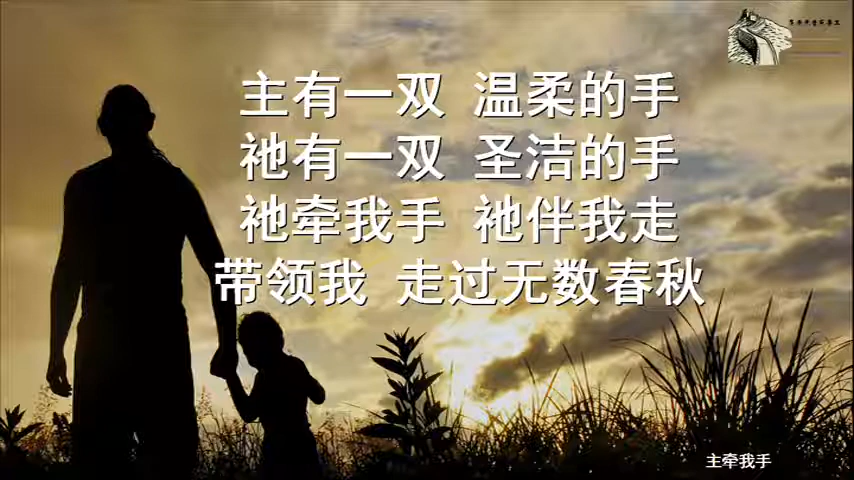 主有一双 温柔的手
祂有一双 圣洁的手
祂牵我手 祂伴我走
带领我 走过无数春秋
主牵我手